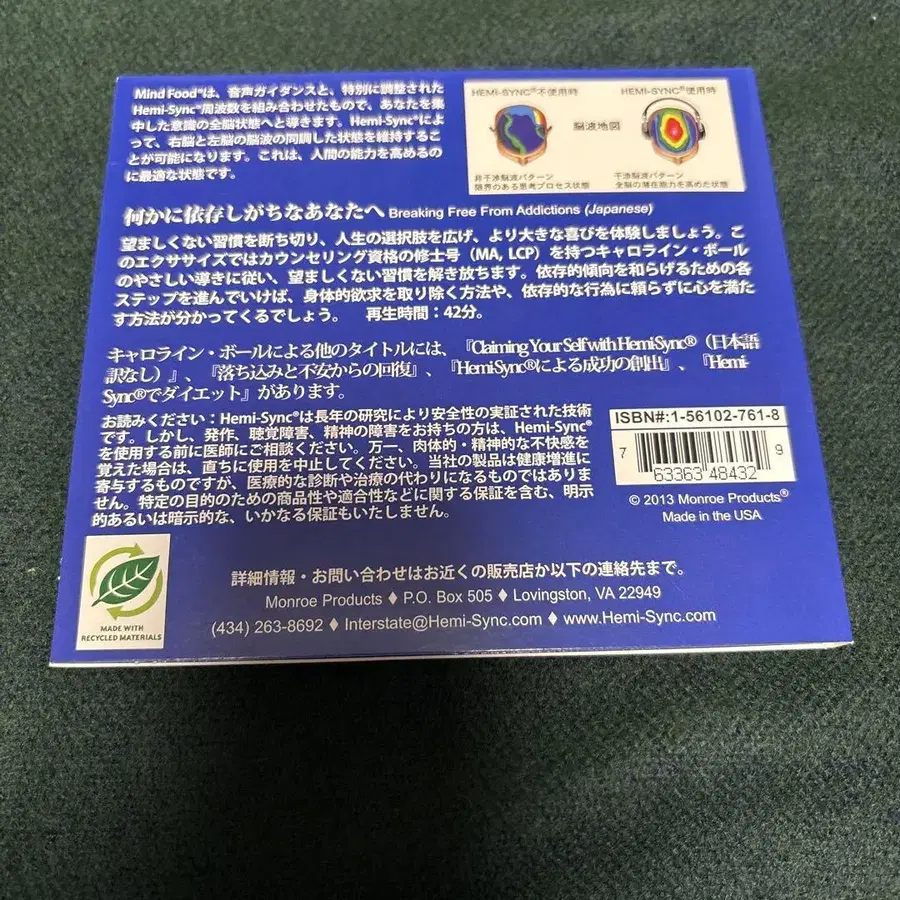 Mind Food®は、音声ガイダンスと、特別に調整された
Hemi-Sync®周波数を組み合わせたもので、あなたを集
中した意識の全脳状態へと導きます。Hemi-Sync®によ
って、右脳と左脳の脳波の同調した状態を維持するこ
とが可能になります。これは、人間の能力を高めるの
に最適な状態です。
HEMI-SYNC®不使用時
HEMI-SYNC®使用時
脳波地図
非干渉脳波パターン
限界のある思考プロセス状態
干渉脳波パターン
全脳の潜在能力を高めた状態
何かに依存しがちなあなたへ Breaking Free From Addictions (Japanese)
望ましくない習慣を断ち切り、人生の選択肢を広げ、より大きな喜びを体験しましょう。こ
のエクササイズではカウンセリング資格の修士号（MA, LCP）を持つキャロライン・ボール
のやさしい導きに従い、望ましくない習慣を解き放ちます。依存的傾向を和らげるための各
ステップを進んでいけば、身体的欲求を取り除く方法や、依存的な行為に頼らずに心を満た
す方法が分かってくるでしょう。 再生時間：42分。
キャロライン・ボールによる他のタイトルには、『Claiming Your Self with Hemi-Sync®（日本語
訳なし）』、『落ち込みと不安からの回復』、『Hemi-Sync®による成功の創出』、『Hemi-
Sync®でダイエット』があります。
お読みください：Hemi-Sync®は長年の研究により安全性の実証された技術
です。しかし、発作、聴覚障害、精神の障害をお持ちの方は、Hemi-Sync®
を使用する前に医師にご相談ください。万一、肉体的・精神的な不快感を
覚えた場合は、直ちに使用を中止してください。当社の製品は健康増進に
寄与するものですが、医療的な診断や治療の代わりになるものではありま
せん。特定の目的のための商品性や適合性などに関する保証を含む、明示
的あるいは暗示的な、いかなる保証もいたしません。
ISBN#:1-56102-761-8
7 63363 48432 9
© 2013 Monroe Products®
Made in the USA
MADE WITH
RECYCLED MATERIALS
詳細情報・お問い合わせはお近くの販売店か以下の連絡先まで。
Monroe Products ♦ P.O. Box 505 ♦ Lovingston, VA 22949
(434) 263-8692 ♦ Interstate@Hemi-Sync.com ♦ www.Hemi-Sync.com